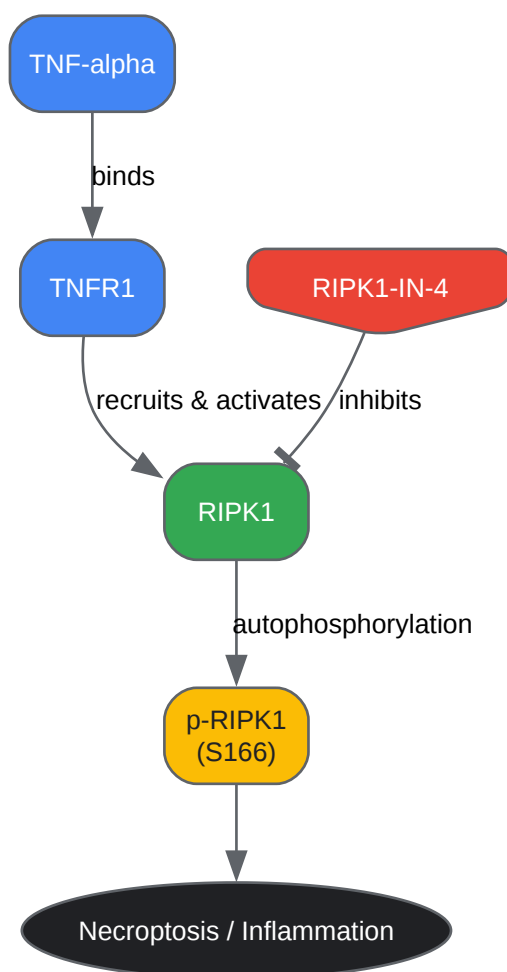 TNF-alpha
binds
TNFR1
RIPK1-IN-4
recruits & activates
inhibits
RIPK1
autophosphorylation
p-RIPK1
(S166)
Necroptosis / Inflammation